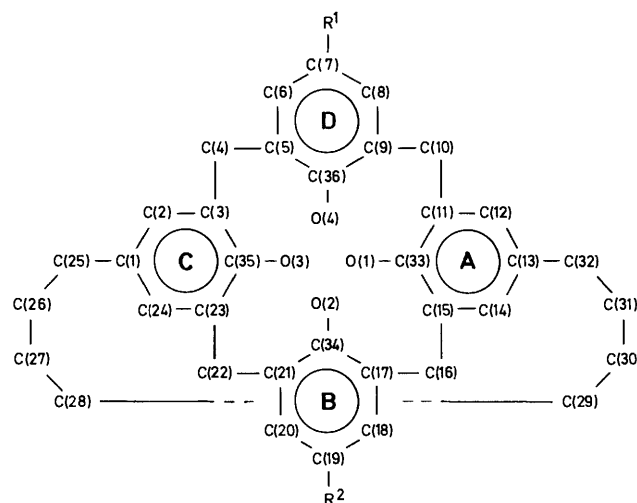 R¹
C(7)
C(6) C(8)
D
C(4) C(5) C(9) C(10)
C(36)
C(2) C(3) O(4) C(11) C(12)
C(25) C(1) C C(35) O(3) O(1) C(33) A C(13) C(32)
C(26) O(2) C(31)
C(24) C(23) C(15) C(14)
C(27) C(34) C(30)
C(22) C(21) C(17) C(16)
C(28) B C(29)
C(20) C(18)
C(19)
R²